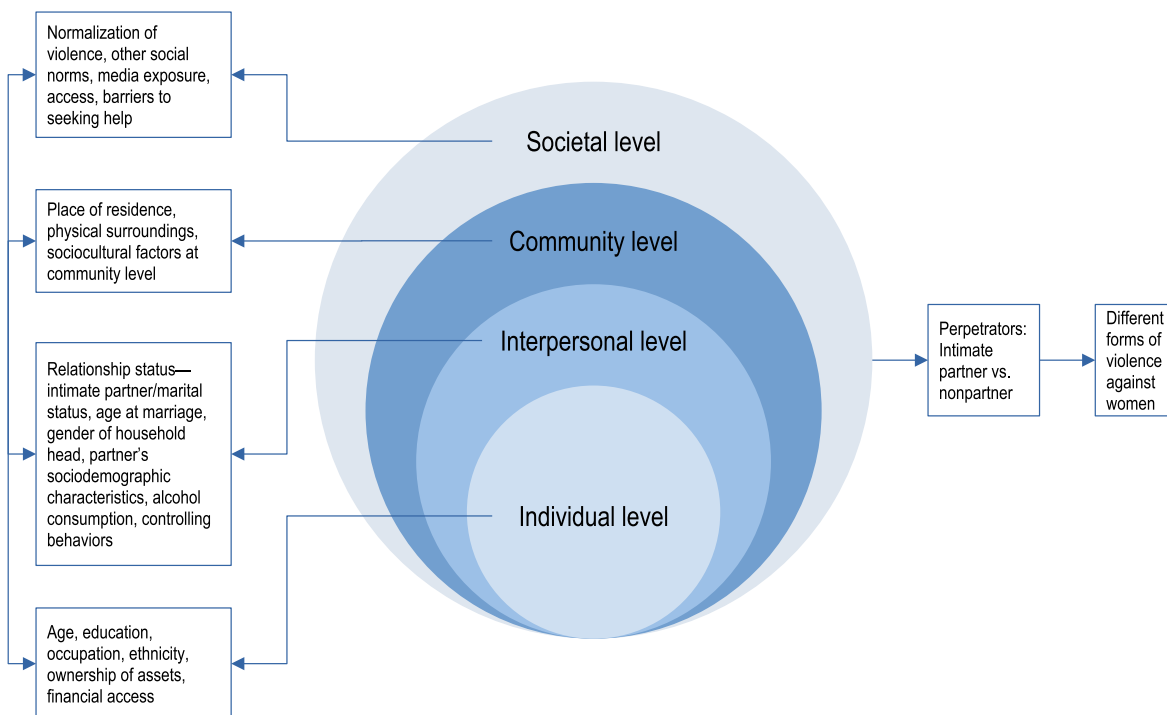 Normalization of
violence, other social
norms, media exposure,
access, barriers to
seeking help
Societal level
Place of residence,
physical surroundings,
sociocultural factors at
community level
Community level
Relationship status—
intimate partner/marital
status, age at marriage,
gender of household
head, partner’s
sociodemographic
characteristics, alcohol
consumption, controlling
behaviors
Interpersonal level
Age, education,
occupation, ethnicity,
ownership of assets,
financial access
Individual level
Perpetrators:
Intimate
partner vs.
nonpartner
Different
forms of
violence
against
women